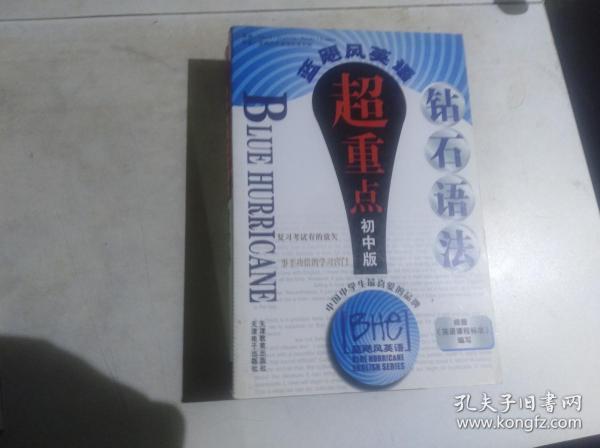 蓝飓风英语
超重点
初中版
钻石语法
BLUE HURRICANE
复习考试有的放矢
事半功倍的学习窍门
中国中学生最喜爱的品牌
BHC
蓝飓风英语
BLUE HURRICANE
ENGLISH SERIES
根据
《英语课程标准》
编写
天津教育出版社
天津电子出版社
孔夫子旧书网
www.kongfz.com